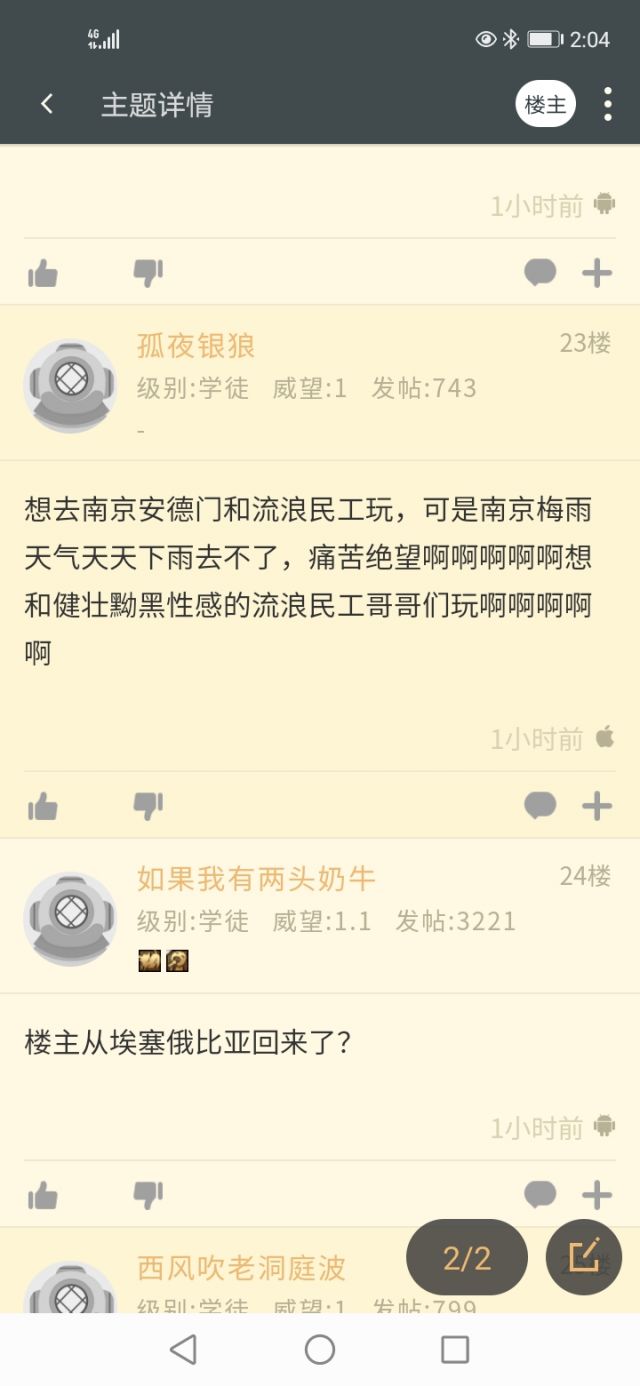 4G 2:04
主题详情 楼主
1小时前
孤夜银狼 23楼
级别:学徒 威望:1 发帖:743
-
想去南京安德门和流浪民工玩，可是南京梅雨
天气天天下雨去不了，痛苦绝望啊啊啊啊啊想
和健壮黝黑性感的流浪民工哥哥们玩啊啊啊啊
啊
1小时前
如果我有两头奶牛 24楼
级别:学徒 威望:1.1 发帖:3221
楼主从埃塞俄比亚回来了？
1小时前
西风吹老洞庭波 25楼
级别:学徒 威望:1 发帖:799
2/2